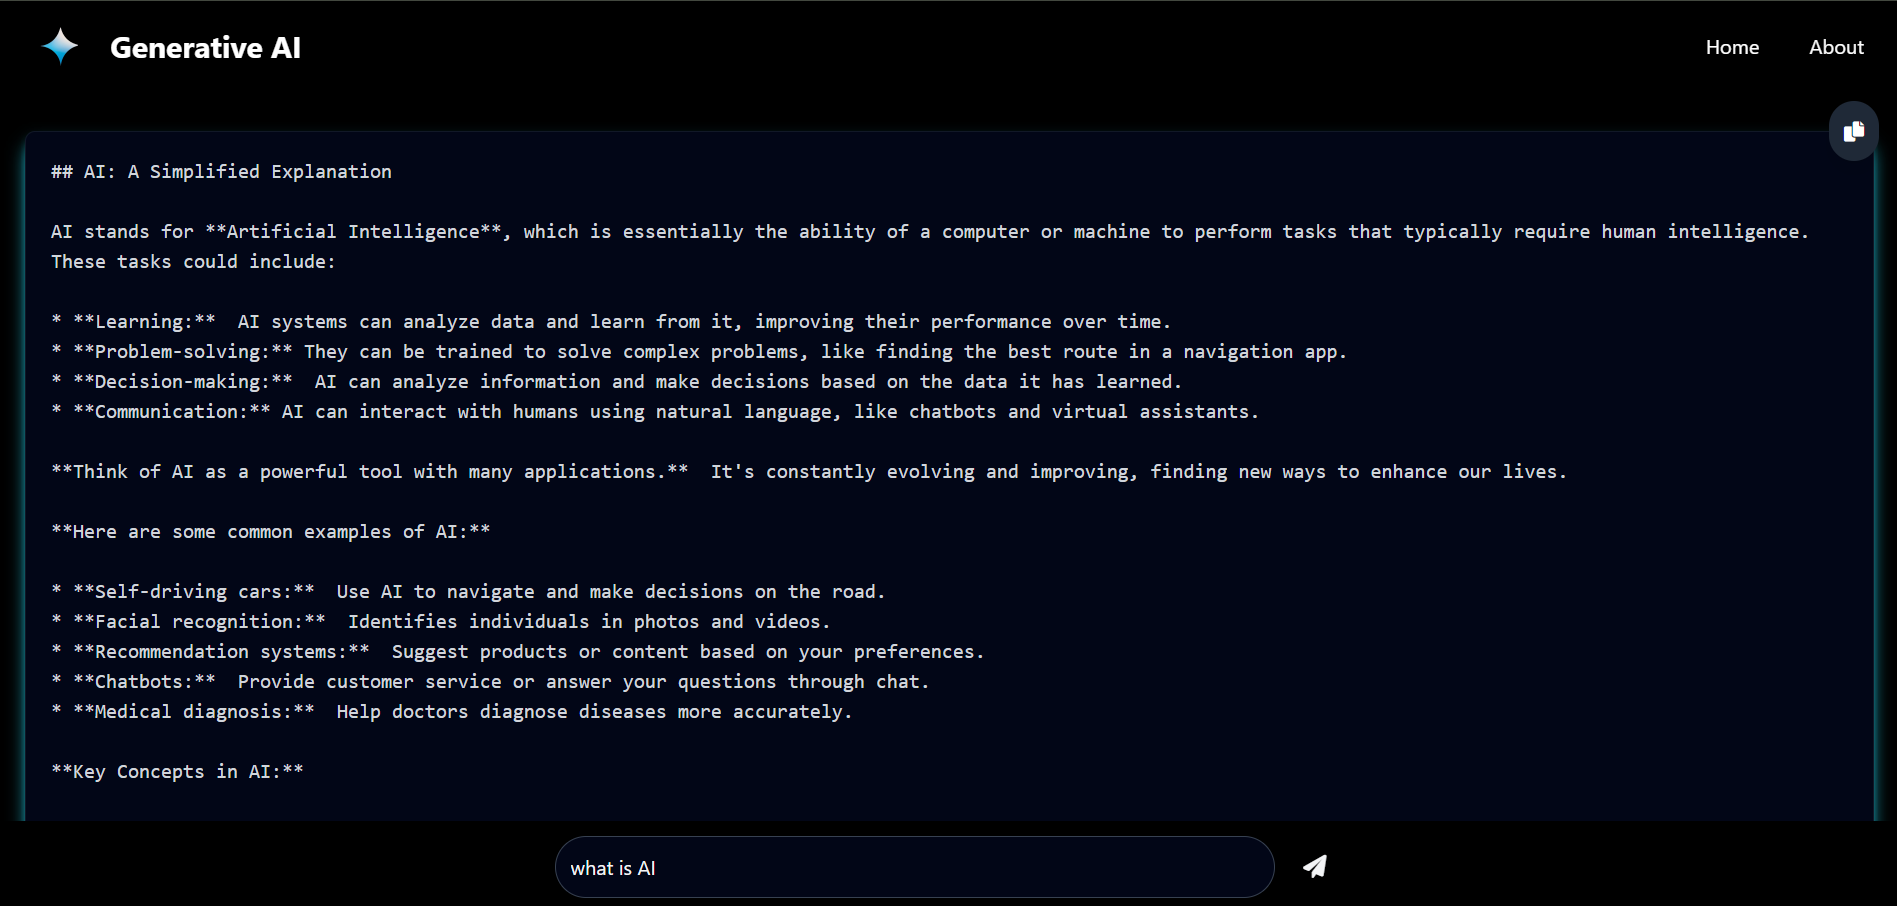 Generative AI
Home
About
## AI: A Simplified Explanation
AI stands for **Artificial Intelligence**, which is essentially the ability of a computer or machine to perform tasks that typically require human intelligence.
These tasks could include:
* **Learning:**  AI systems can analyze data and learn from it, improving their performance over time.
* **Problem-solving:** They can be trained to solve complex problems, like finding the best route in a navigation app.
* **Decision-making:**  AI can analyze information and make decisions based on the data it has learned.
* **Communication:** AI can interact with humans using natural language, like chatbots and virtual assistants.
**Think of AI as a powerful tool with many applications.**  It's constantly evolving and improving, finding new ways to enhance our lives.
**Here are some common examples of AI:**
* **Self-driving cars:**  Use AI to navigate and make decisions on the road.
* **Facial recognition:**  Identifies individuals in photos and videos.
* **Recommendation systems:**  Suggest products or content based on your preferences.
* **Chatbots:**  Provide customer service or answer your questions through chat.
* **Medical diagnosis:**  Help doctors diagnose diseases more accurately.
**Key Concepts in AI:**
what is AI